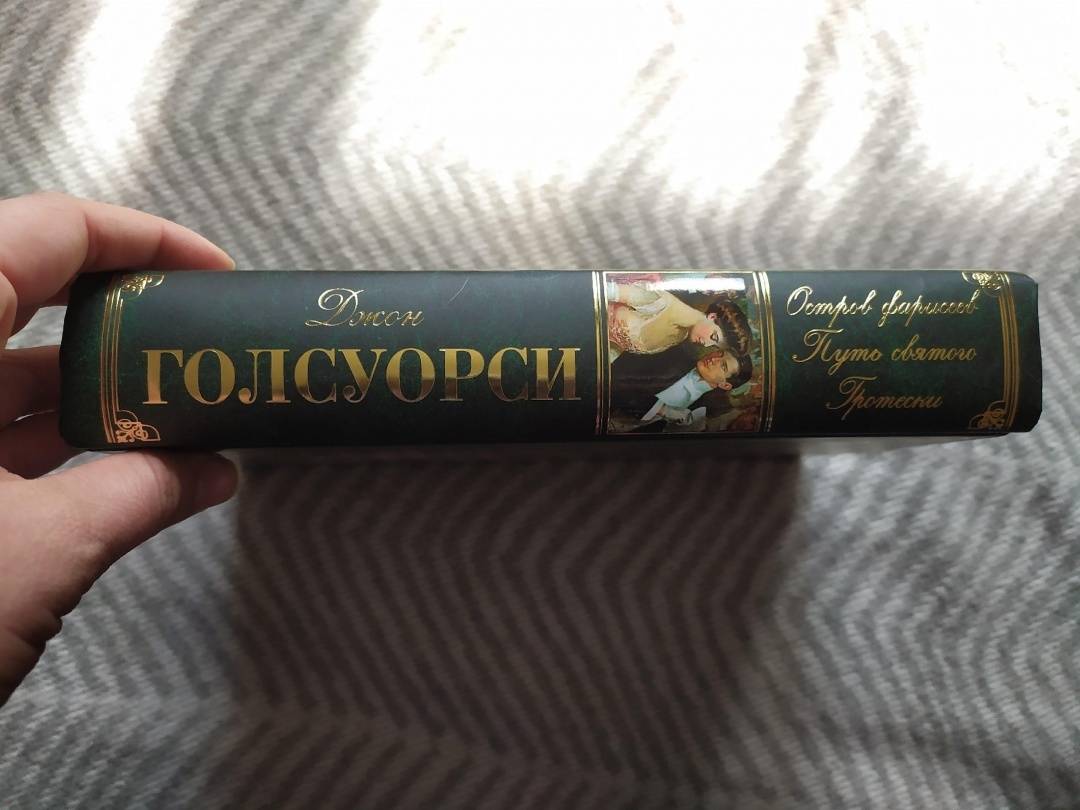 Джон
ГОЛСУОРСИ
Остров фарисеев
Путь святого
Гротески